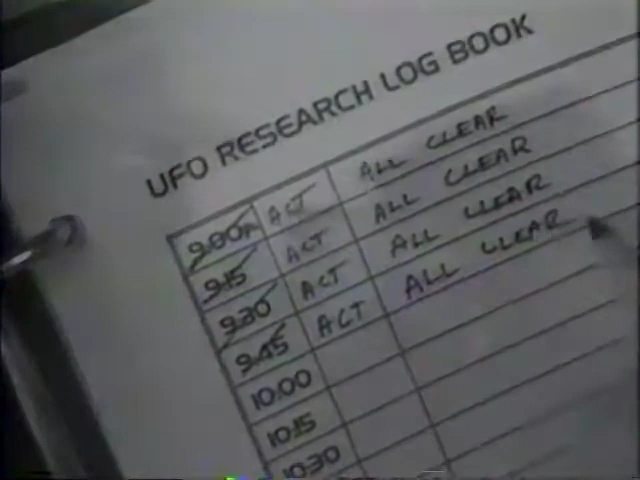 UFO RESEARCH LOG BOOK
9:00 ACT ALL CLEAR
9:15 ACT ALL CLEAR
9:30 ACT ALL CLEAR
9:45 ACT ALL CLEAR
10:00
10:15
10:30